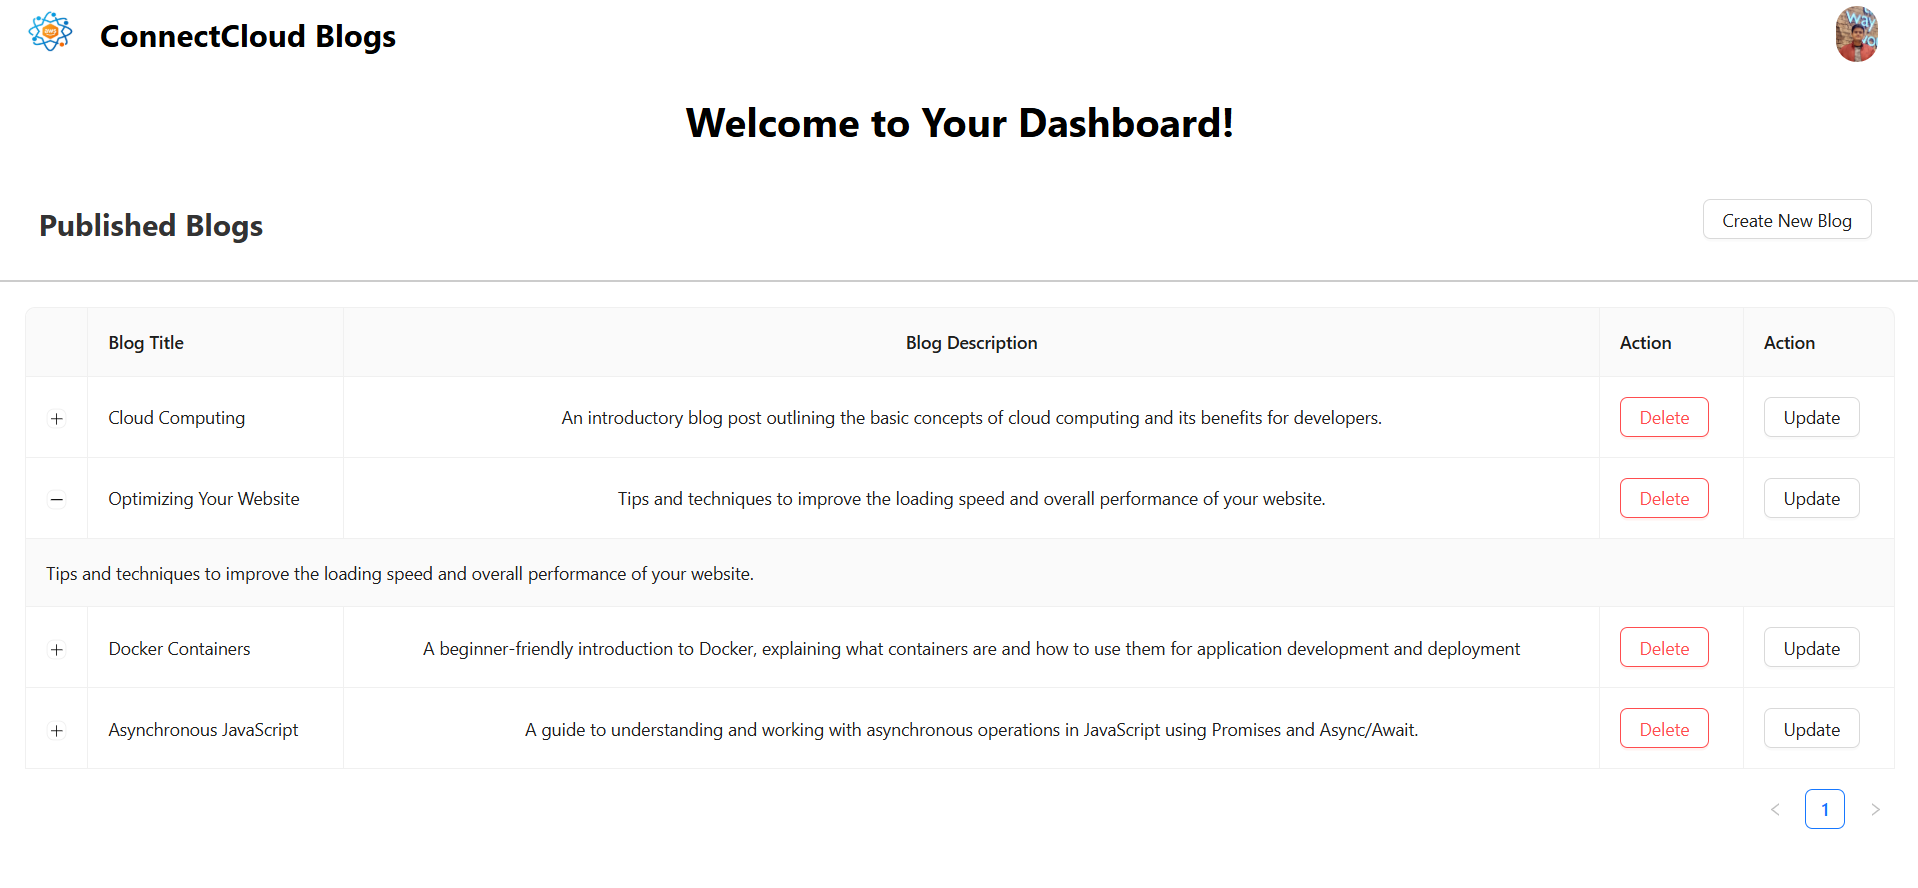 ConnectCloud Blogs
Welcome to Your Dashboard!
Published Blogs
Create New Blog
Blog Title Blog Description Action Action
Cloud Computing An introductory blog post outlining the basic concepts of cloud computing and its benefits for developers. Delete Update
Optimizing Your Website Tips and techniques to improve the loading speed and overall performance of your website. Delete Update
Tips and techniques to improve the loading speed and overall performance of your website.
Docker Containers A beginner-friendly introduction to Docker, explaining what containers are and how to use them for application development and deployment Delete Update
Asynchronous JavaScript A guide to understanding and working with asynchronous operations in JavaScript using Promises and Async/Await. Delete Update
1